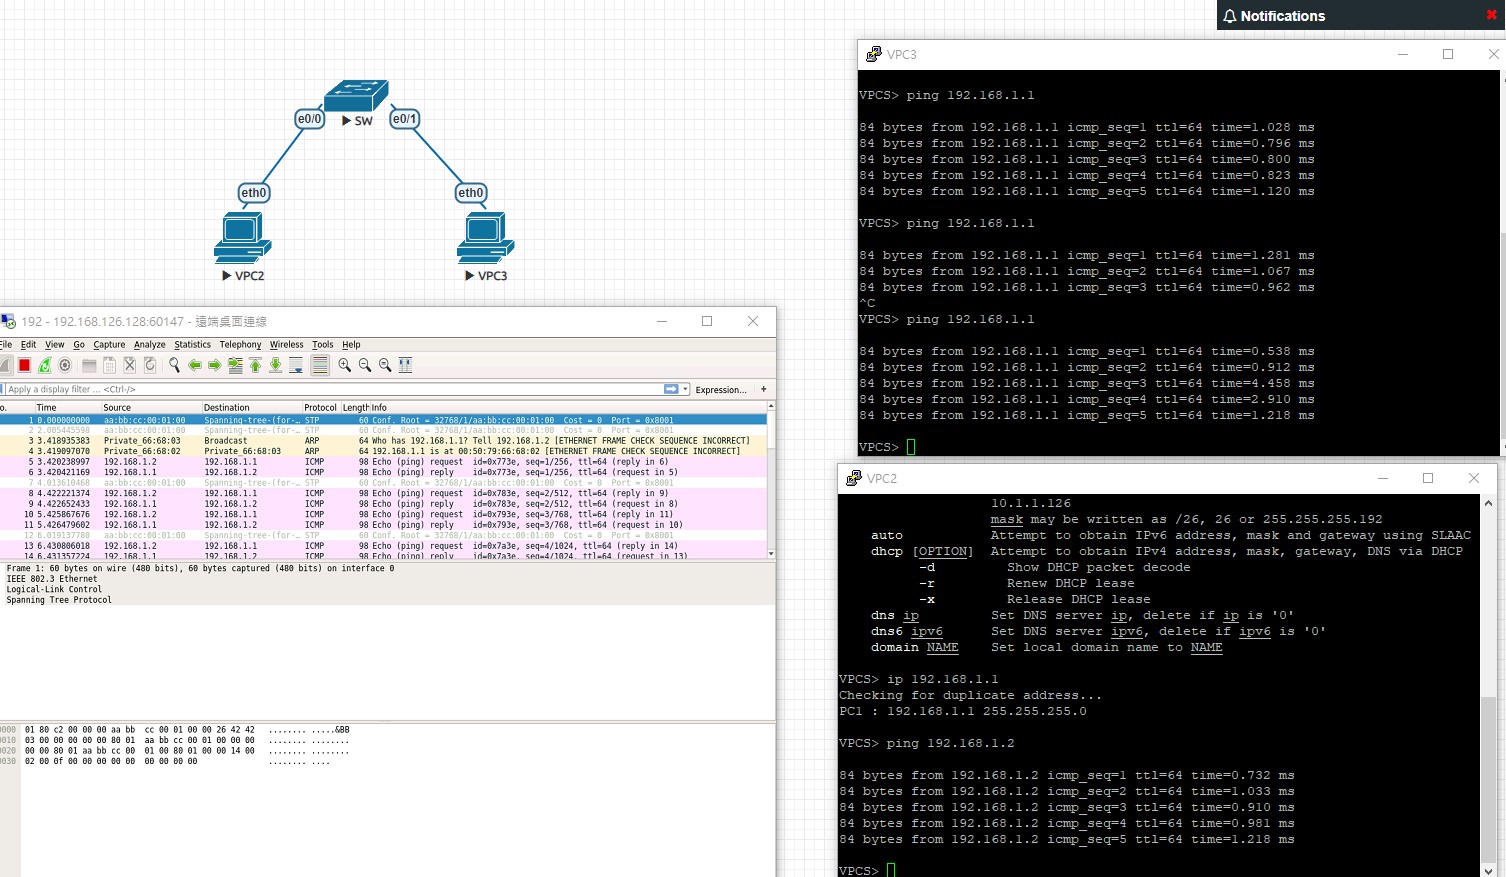 Notifications
e0/0
SW
e0/1
eth0
eth0
VPC2
VPC3
VPC3
VPCS> ping 192.168.1.1
84 bytes from 192.168.1.1 icmp_seq=1 ttl=64 time=1.028 ms
84 bytes from 192.168.1.1 icmp_seq=2 ttl=64 time=0.796 ms
84 bytes from 192.168.1.1 icmp_seq=3 ttl=64 time=0.800 ms
84 bytes from 192.168.1.1 icmp_seq=4 ttl=64 time=0.823 ms
84 bytes from 192.168.1.1 icmp_seq=5 ttl=64 time=1.120 ms
VPCS> ping 192.168.1.1
84 bytes from 192.168.1.1 icmp_seq=1 ttl=64 time=1.281 ms
84 bytes from 192.168.1.1 icmp_seq=2 ttl=64 time=1.067 ms
84 bytes from 192.168.1.1 icmp_seq=3 ttl=64 time=0.962 ms
^C
VPCS> ping 192.168.1.1
84 bytes from 192.168.1.1 icmp_seq=1 ttl=64 time=0.538 ms
84 bytes from 192.168.1.1 icmp_seq=2 ttl=64 time=0.912 ms
84 bytes from 192.168.1.1 icmp_seq=3 ttl=64 time=4.458 ms
84 bytes from 192.168.1.1 icmp_seq=4 ttl=64 time=2.910 ms
84 bytes from 192.168.1.1 icmp_seq=5 ttl=64 time=1.218 ms
VPCS>
192 - 192.168.126.128:60147 - 遠端桌面連線
File Edit View Go Capture Analyze Statistics Telephony Wireless Tools Help
Apply a display filter ... <Ctrl-/> Expression... +
o. Time Source Destination Protocol Length Info
1 0.000000000 aa:bb:cc:00:01:00 Spanning-tree-(for-… STP 60 Conf. Root = 32768/1/aa:bb:cc:00:01:00 Cost = 0 Port = 0x8001
2 2.005445598 aa:bb:cc:00:01:00 Spanning-tree-(for-… STP 60 Conf. Root = 32768/1/aa:bb:cc:00:01:00 Cost = 0 Port = 0x8001
3 3.418935383 Private_66:68:03 Broadcast ARP 64 Who has 192.168.1.1? Tell 192.168.1.2 [ETHERNET FRAME CHECK SEQUENCE INCORRECT]
4 3.419097070 Private_66:68:02 Private_66:68:03 ARP 64 192.168.1.1 is at 00:50:79:66:68:02 [ETHERNET FRAME CHECK SEQUENCE INCORRECT]
5 3.420238997 192.168.1.2 192.168.1.1 ICMP 98 Echo (ping) request id=0x773e, seq=1/256, ttl=64 (reply in 6)
6 3.420421169 192.168.1.1 192.168.1.2 ICMP 98 Echo (ping) reply id=0x773e, seq=1/256, ttl=64 (request in 5)
7 4.013610468 aa:bb:cc:00:01:00 Spanning-tree-(for-… STP 60 Conf. Root = 32768/1/aa:bb:cc:00:01:00 Cost = 0 Port = 0x8001
8 4.422221374 192.168.1.2 192.168.1.1 ICMP 98 Echo (ping) request id=0x783e, seq=2/512, ttl=64 (reply in 9)
9 4.422652433 192.168.1.1 192.168.1.2 ICMP 98 Echo (ping) reply id=0x783e, seq=2/512, ttl=64 (request in 8)
10 5.425867676 192.168.1.2 192.168.1.1 ICMP 98 Echo (ping) request id=0x793e, seq=3/768, ttl=64 (reply in 11)
11 5.426479602 192.168.1.1 192.168.1.2 ICMP 98 Echo (ping) reply id=0x793e, seq=3/768, ttl=64 (request in 10)
12 6.019137780 aa:bb:cc:00:01:00 Spanning-tree-(for-… STP 60 Conf. Root = 32768/1/aa:bb:cc:00:01:00 Cost = 0 Port = 0x8001
13 6.430806018 192.168.1.2 192.168.1.1 ICMP 98 Echo (ping) request id=0x7a3e, seq=4/1024, ttl=64 (reply in 14)
14 6.431357711 192.168.1.1 192.168.1.2 ICMP 98 Echo (ping) reply id=0x7a3e, seq=4/1024, ttl=64 (request in 13)
Frame 1: 60 bytes on wire (480 bits), 60 bytes captured (480 bits) on interface 0
IEEE 802.3 Ethernet
Logical-Link Control
Spanning Tree Protocol
0000 01 80 c2 00 00 00 aa bb cc 00 01 00 00 26 42 42 ........ .....&BB
0010 03 00 00 00 00 00 80 01 aa bb cc 00 01 00 00 00 ........ ........
0020 00 00 80 01 aa bb cc 00 01 00 80 01 00 00 14 00 ........ ........
0030 02 00 0f 00 00 00 00 00 00 00 00 00 ........ ....
VPC2
10.1.1.126
mask may be written as /26, 26 or 255.255.255.192
auto Attempt to obtain IPv6 address, mask and gateway using SLAAC
dhcp [OPTION] Attempt to obtain IPv4 address, mask, gateway, DNS via DHCP
-d Show DHCP packet decode
-r Renew DHCP lease
-x Release DHCP lease
dns ip Set DNS server ip, delete if ip is '0'
dns6 ipv6 Set DNS server ipv6, delete if ipv6 is '0'
domain NAME Set local domain name to NAME
VPCS> ip 192.168.1.1
Checking for duplicate address...
PC1 : 192.168.1.1 255.255.255.0
VPCS> ping 192.168.1.2
84 bytes from 192.168.1.2 icmp_seq=1 ttl=64 time=0.732 ms
84 bytes from 192.168.1.2 icmp_seq=2 ttl=64 time=1.033 ms
84 bytes from 192.168.1.2 icmp_seq=3 ttl=64 time=0.910 ms
84 bytes from 192.168.1.2 icmp_seq=4 ttl=64 time=0.981 ms
84 bytes from 192.168.1.2 icmp_seq=5 ttl=64 time=1.218 ms
VPCS>